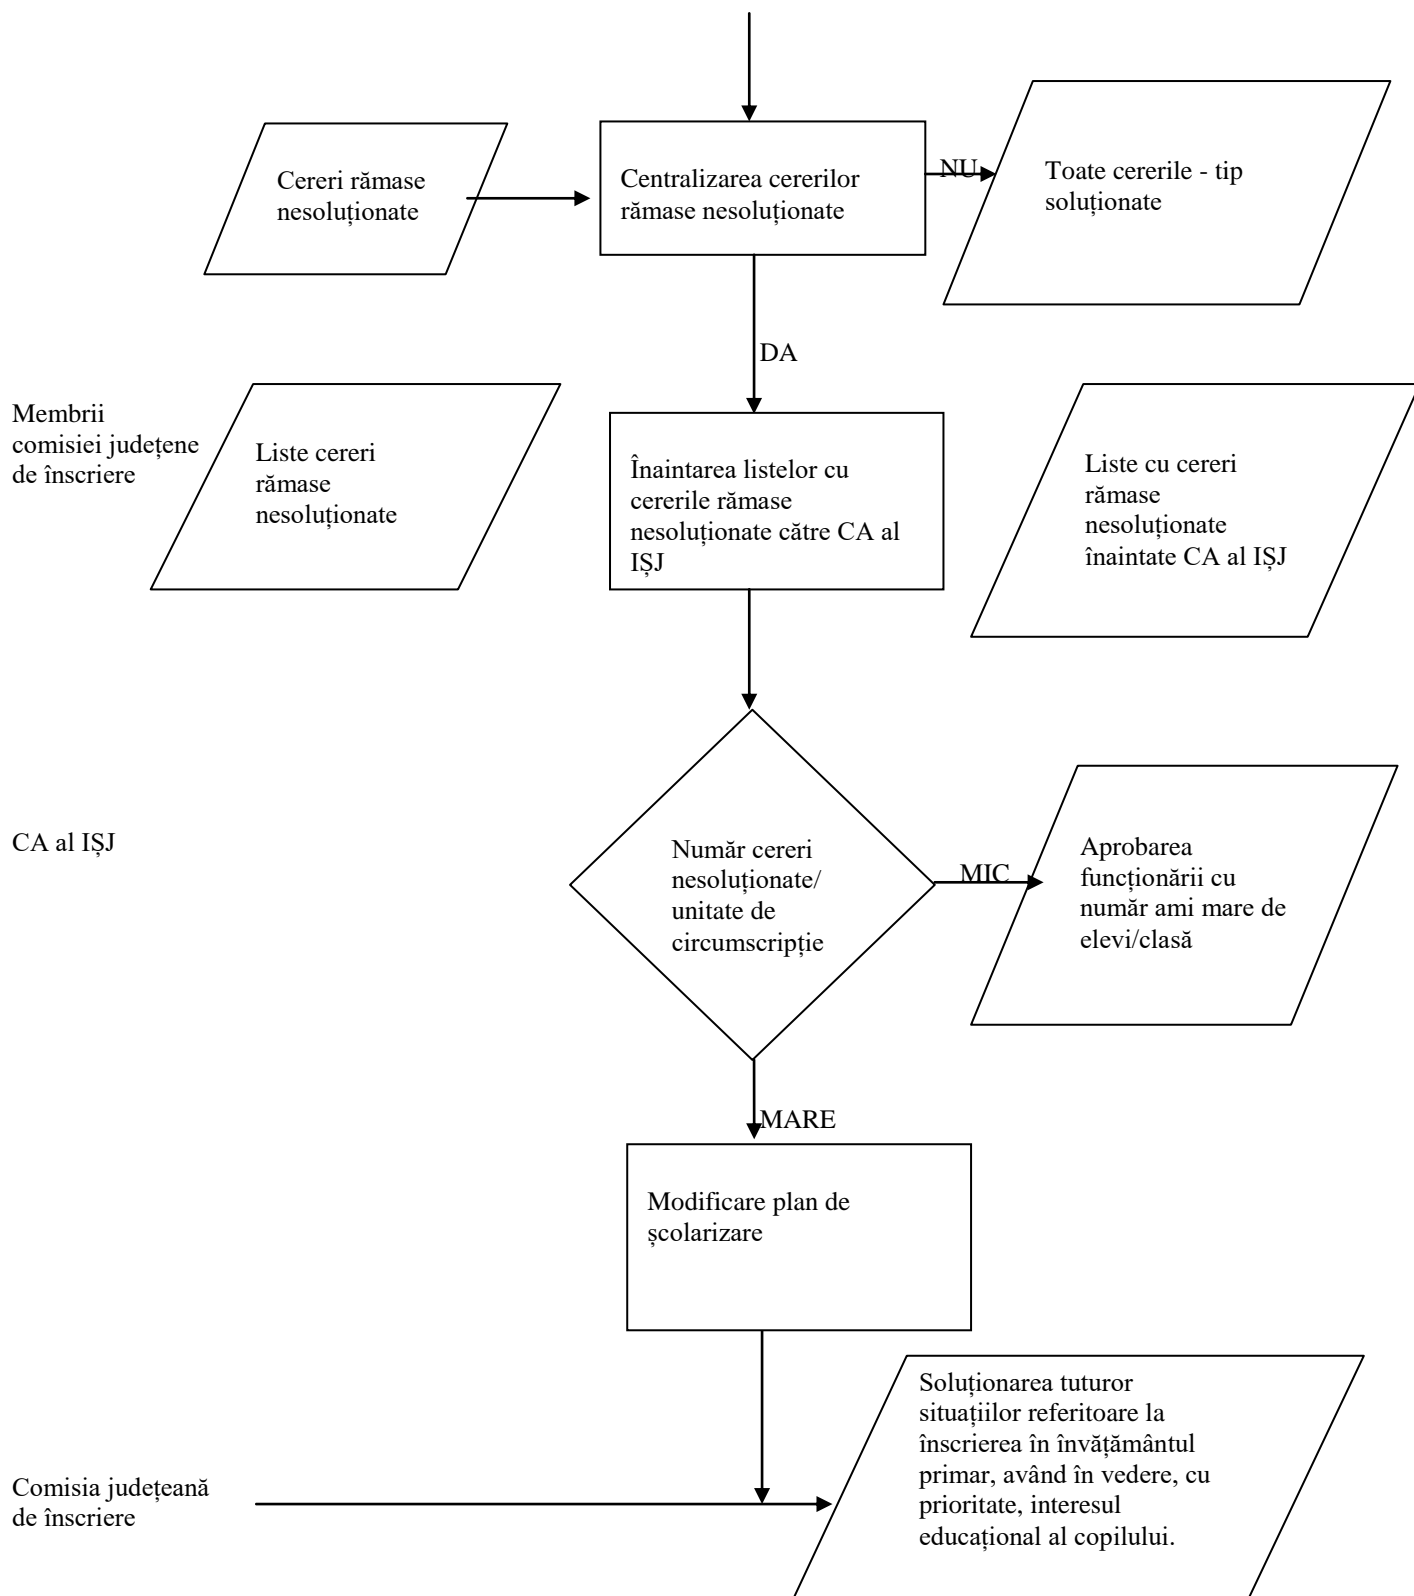 Cereri rămase
nesoluționate
Centralizarea cererilor
rămase nesoluționate
NU
Toate cererile - tip
soluționate
DA
Membrii
comisiei județene
de înscriere
Liste cereri
rămase
nesoluționate
Înaintarea listelor cu
cererile rămase
nesoluționate către CA al
IȘJ
Liste cu cereri
rămase
nesoluționate
înaintate CA al IȘJ
CA al IȘJ
Număr cereri
nesoluționate/
unitate de
circumscripție
MIC
Aprobarea
funcționării cu
număr ami mare de
elevi/clasă
MARE
Modificare plan de
școlarizare
Comisia județeană
de înscriere
Soluționarea tuturor
situațiilor referitoare la
înscrierea în învățământul
primar, având în vedere, cu
prioritate, interesul
educațional al copilului.